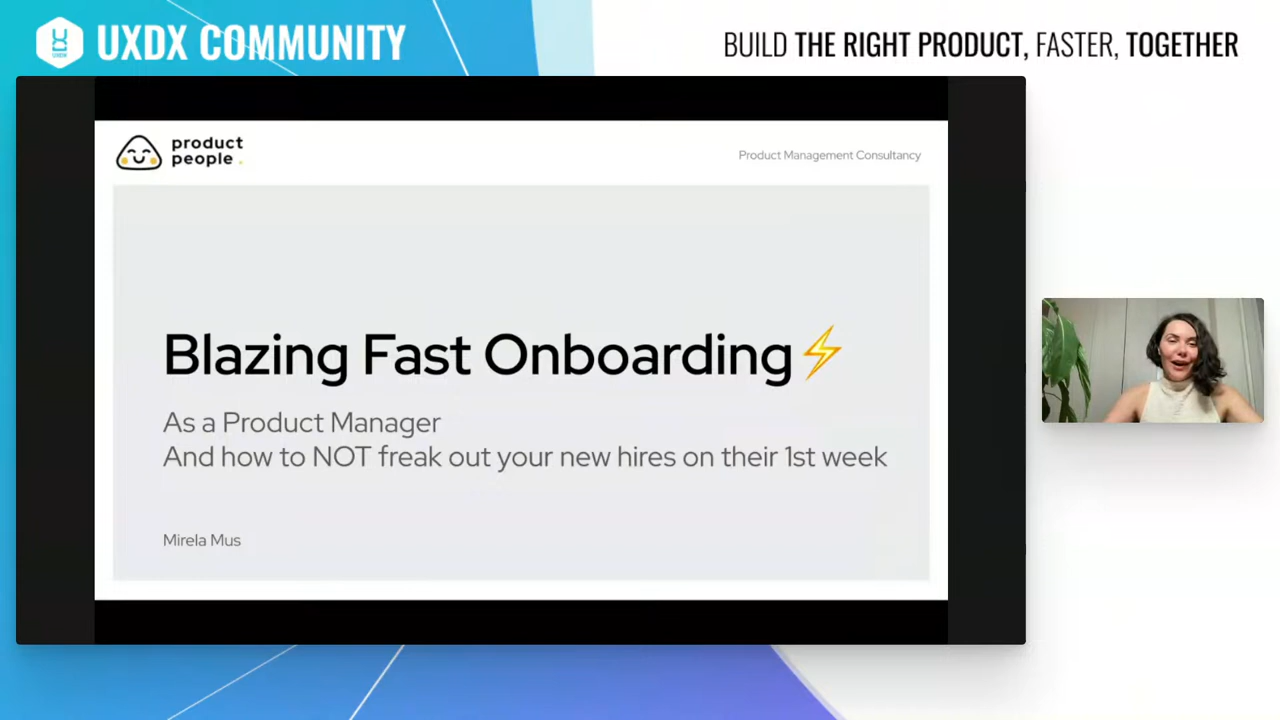 UXDX
UXDX COMMUNITY
BUILD THE RIGHT PRODUCT, FASTER, TOGETHER
product
people.
Product Management Consultancy
Blazing Fast Onboarding⚡
As a Product Manager
And how to NOT freak out your new hires on their 1st week
Mirela Mus